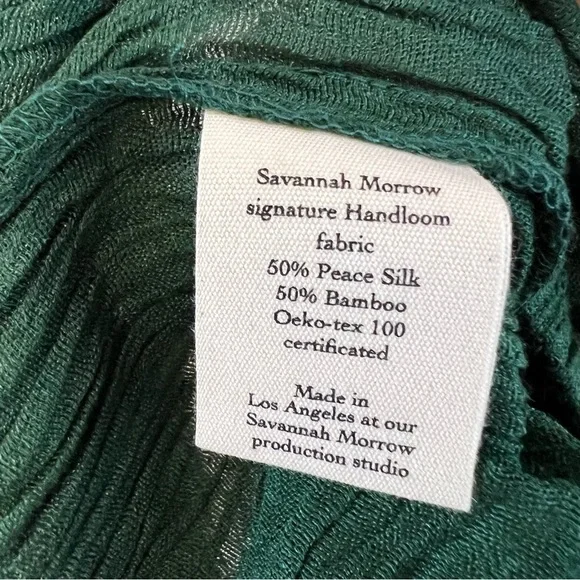 Savannah Morrow
signature Handloom
fabric
50% Peace Silk
50% Bamboo
Oeko-tex 100
certificated
Made in
Los Angeles at our
Savannah Morrow
production studio